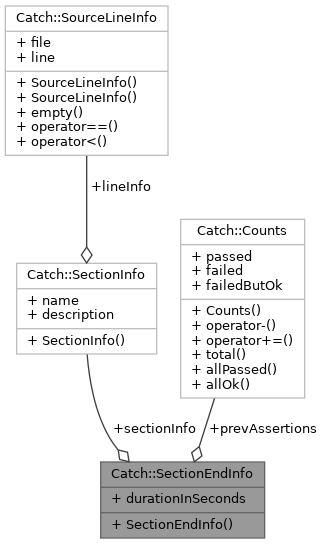 Catch::SourceLineInfo
+ file
+ line
+ SourceLineInfo()
+ SourceLineInfo()
+ empty()
+ operator==()
+ operator<()
+lineInfo
Catch::SectionInfo
+ name
+ description
+ SectionInfo()
Catch::Counts
+ passed
+ failed
+ failedButOk
+ Counts()
+ operator-()
+ operator+=()
+ total()
+ allPassed()
+ allOk()
+sectionInfo
+prevAssertions
Catch::SectionEndInfo
+ durationInSeconds
+ SectionEndInfo()